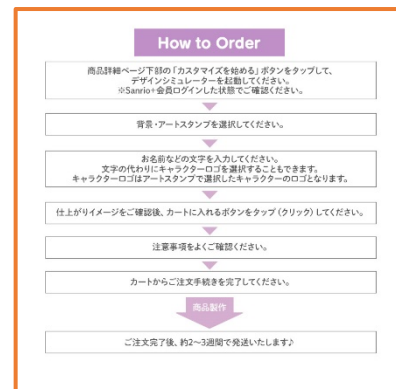 How to Order
商品詳細ページ下部の「カスタマイズを始める」ボタンをタップして、
デザインシミュレーターを起動してください。
※Sanrio+会員ログインした状態でご確認ください。
背景・アートスタンプを選択してください。
お名前などの文字を入力してください。
文字の代わりにキャラクターロゴを選択することもできます。
キャラクターロゴはアートスタンプで選択したキャラクターのロゴとなります。
仕上がりイメージをご確認後、カートに入れるボタンをタップ(クリック)してください。
注意事項をよくご確認ください。
カートからご注文手続きを完了してください。
商品製作
ご注文完了後、約2〜3週間で発送いたします♪